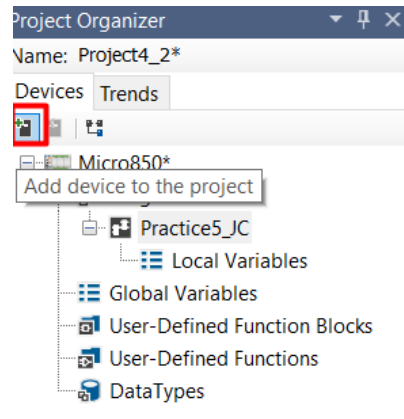 Project Organizer
Name: Project4_2*
Devices Trends
Micro850*
Add device to the project
Practice5_JC
Local Variables
Global Variables
User-Defined Function Blocks
User-Defined Functions
DataTypes